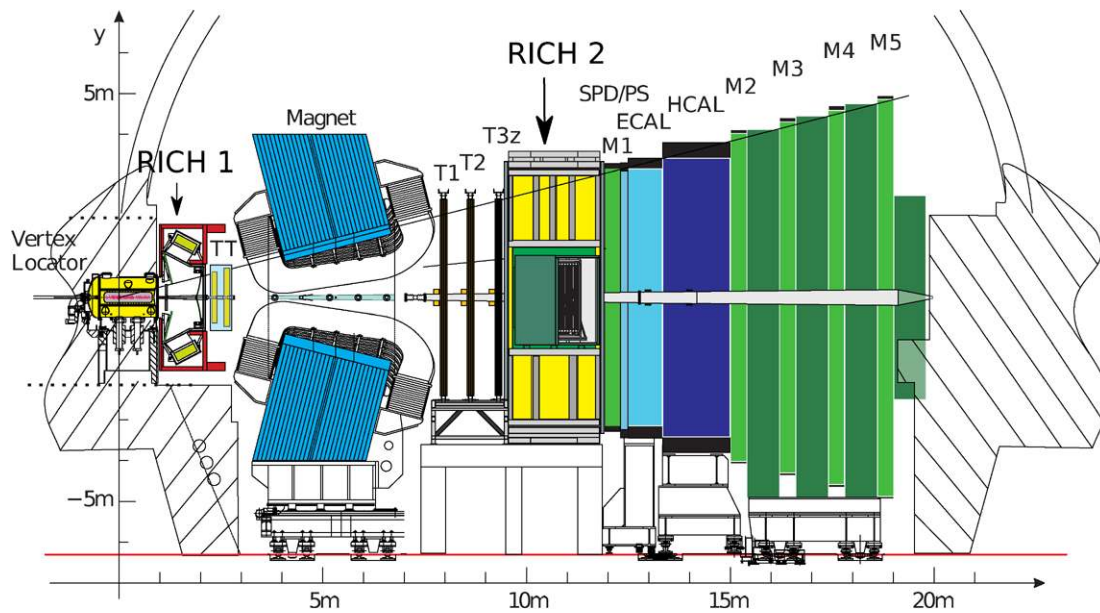 y
5m
RICH 1
Vertex
Locator
TT
Magnet
T1
T2
T3z
RICH 2
M1
SPD/PS
ECAL
HCAL
M2
M3
M4
M5
−5m
5m
10m
15m
20m
z